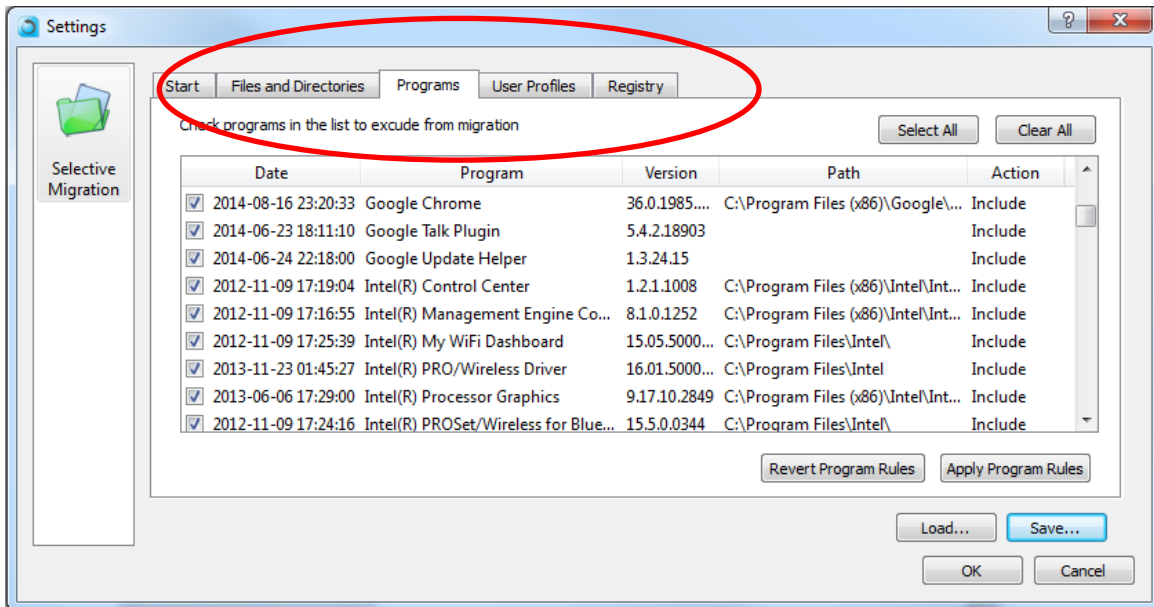 Settings
Start Files and Directories Programs User Profiles Registry
Check programs in the list to excude from migration Select All Clear All
Selective
Migration
Date Program Version Path Action
2014-08-16 23:20:33 Google Chrome 36.0.1985.... C:\Program Files (x86)\Google\... Include
2014-06-23 18:11:10 Google Talk Plugin 5.4.2.18903 Include
2014-06-24 22:18:00 Google Update Helper 1.3.24.15 Include
2012-11-09 17:19:04 Intel(R) Control Center 1.2.1.1008 C:\Program Files (x86)\Intel\Int... Include
2012-11-09 17:16:55 Intel(R) Management Engine Co... 8.1.0.1252 C:\Program Files (x86)\Intel\Int... Include
2012-11-09 17:25:39 Intel(R) My WiFi Dashboard 15.05.5000... C:\Program Files\Intel\ Include
2013-11-23 01:45:27 Intel(R) PRO/Wireless Driver 16.01.5000... C:\Program Files\Intel Include
2013-06-06 17:29:00 Intel(R) Processor Graphics 9.17.10.2849 C:\Program Files (x86)\Intel\Int... Include
2012-11-09 17:24:16 Intel(R) PROSet/Wireless for Blue... 15.5.0.0344 C:\Program Files\Intel\ Include
Revert Program Rules Apply Program Rules
Load... Save...
OK Cancel